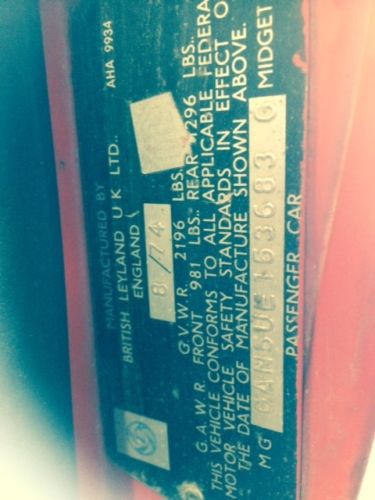 MANUFACTURED BY
BRITISH LEYLAND U K LTD.. AHA 9934
ENGLAND
8 / 74
G.V.W.R. 2196 LBS.
G.A.W.R. FRONT 981 LBS.. REAR 1296 LBS..
THIS VEHICLE CONFORMS TO ALL APPLICABLE FEDERA
MOTOR VEHICLE SAFETY STANDARDS IN EFFECT O
THE DATE OF MANUFACTURE SHOWN ABOVE.
MG GAN5UE153683 G MIDGET
PASSENGER CAR